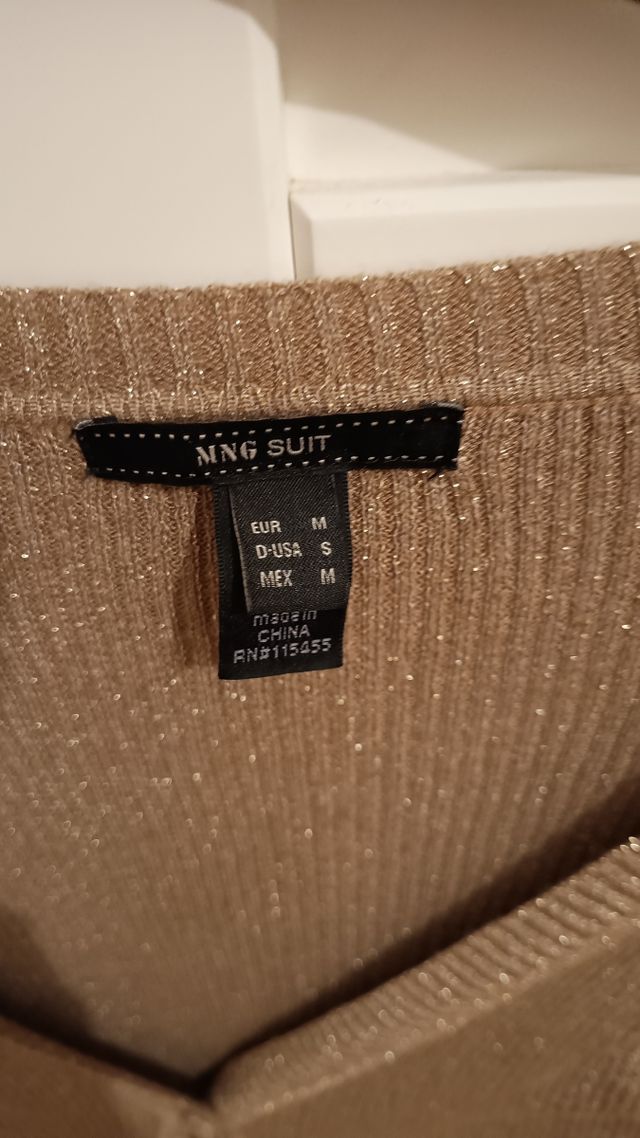 MNG SUIT
EUR M
D-USA S
MEX M
made in
CHINA
RN#115455